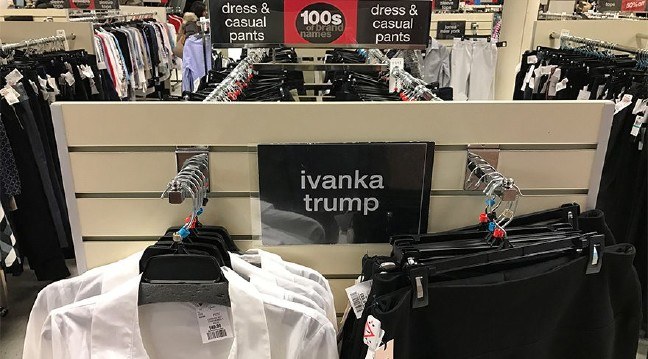 dress &
casual
pants
100s
of brand
names
dress &
casual
pants
ivanka
trump